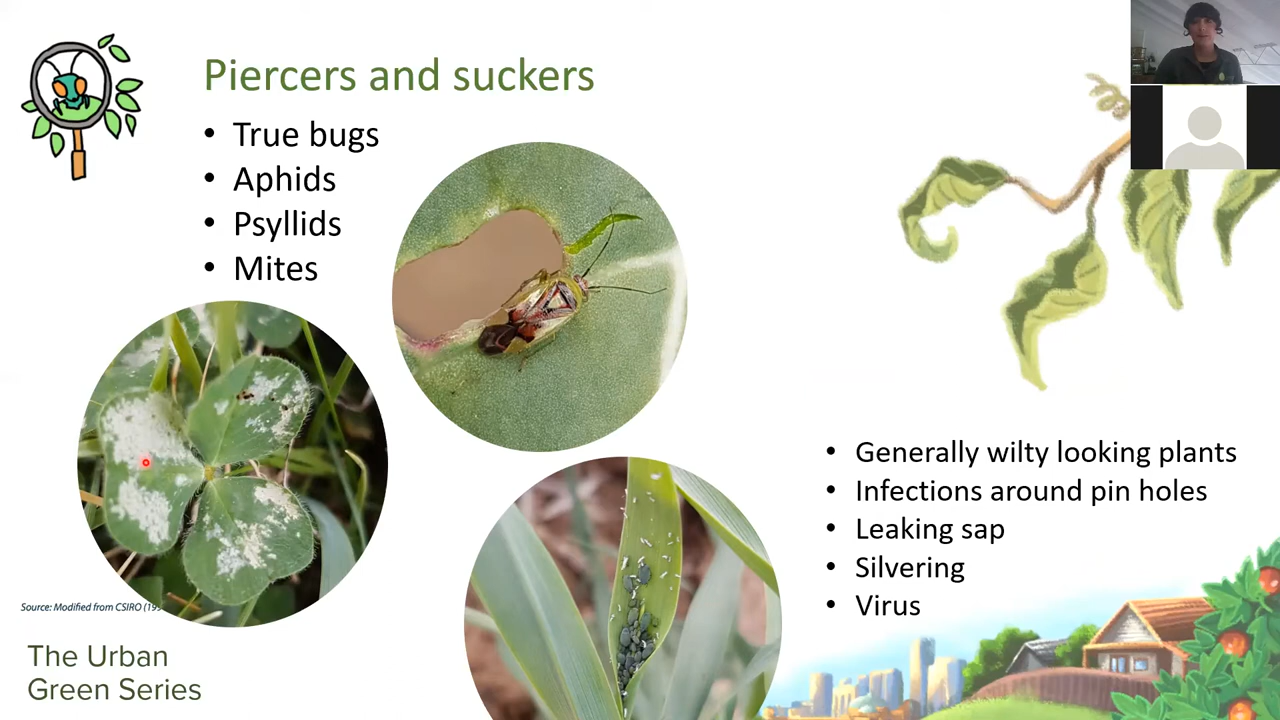 Piercers and suckers
• True bugs
• Aphids
• Psyllids
• Mites
• Generally wilty looking plants
• Infections around pin holes
• Leaking sap
• Silvering
• Virus
Source: Modified from CSIRO
The Urban
Green Series